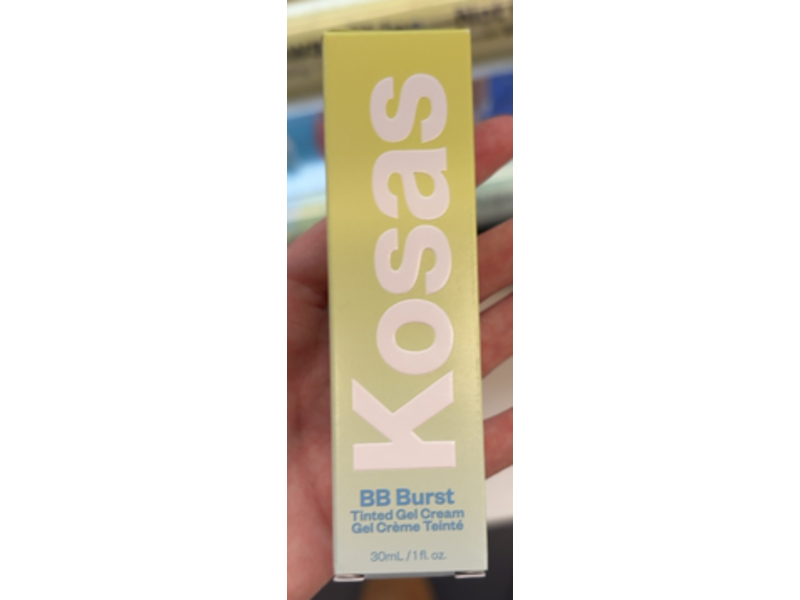 Kosas
BB Burst
Tinted Gel Cream
Gel Crème Teinté
30mL / 1 fl. oz.